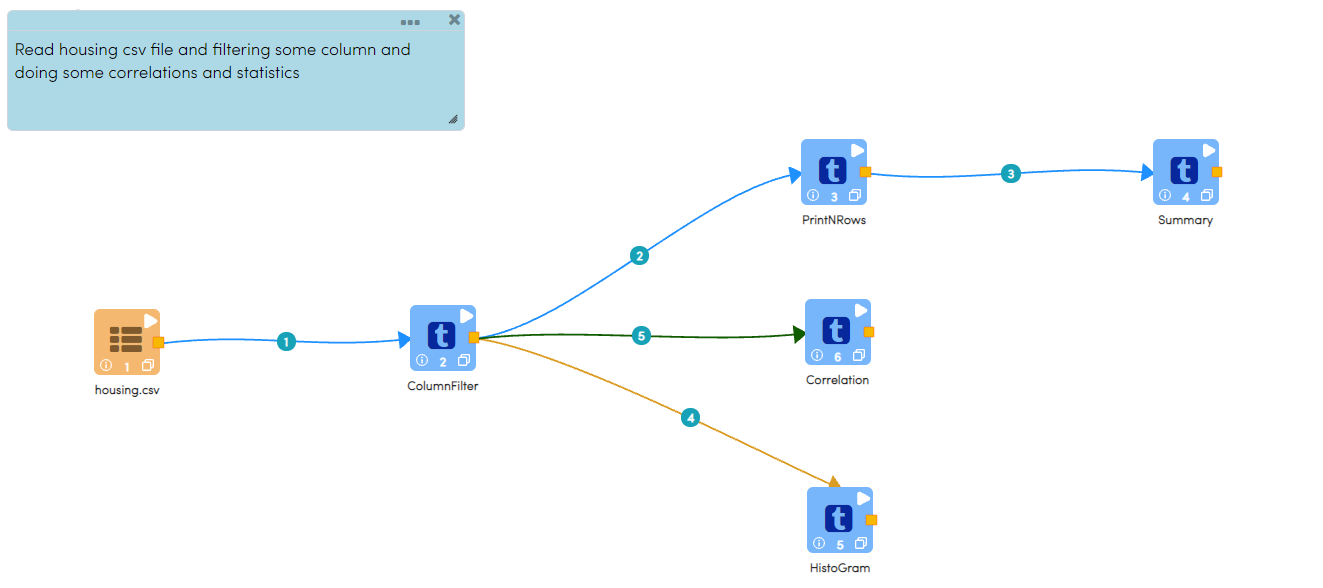 Read housing csv file and filtering some column and
doing some correlations and statistics
t
3
PrintNRows
3
t
4
Summary
2
1
housing.csv
1
t
2
ColumnFilter
5
t
6
Correlation
4
t
5
HistoGram